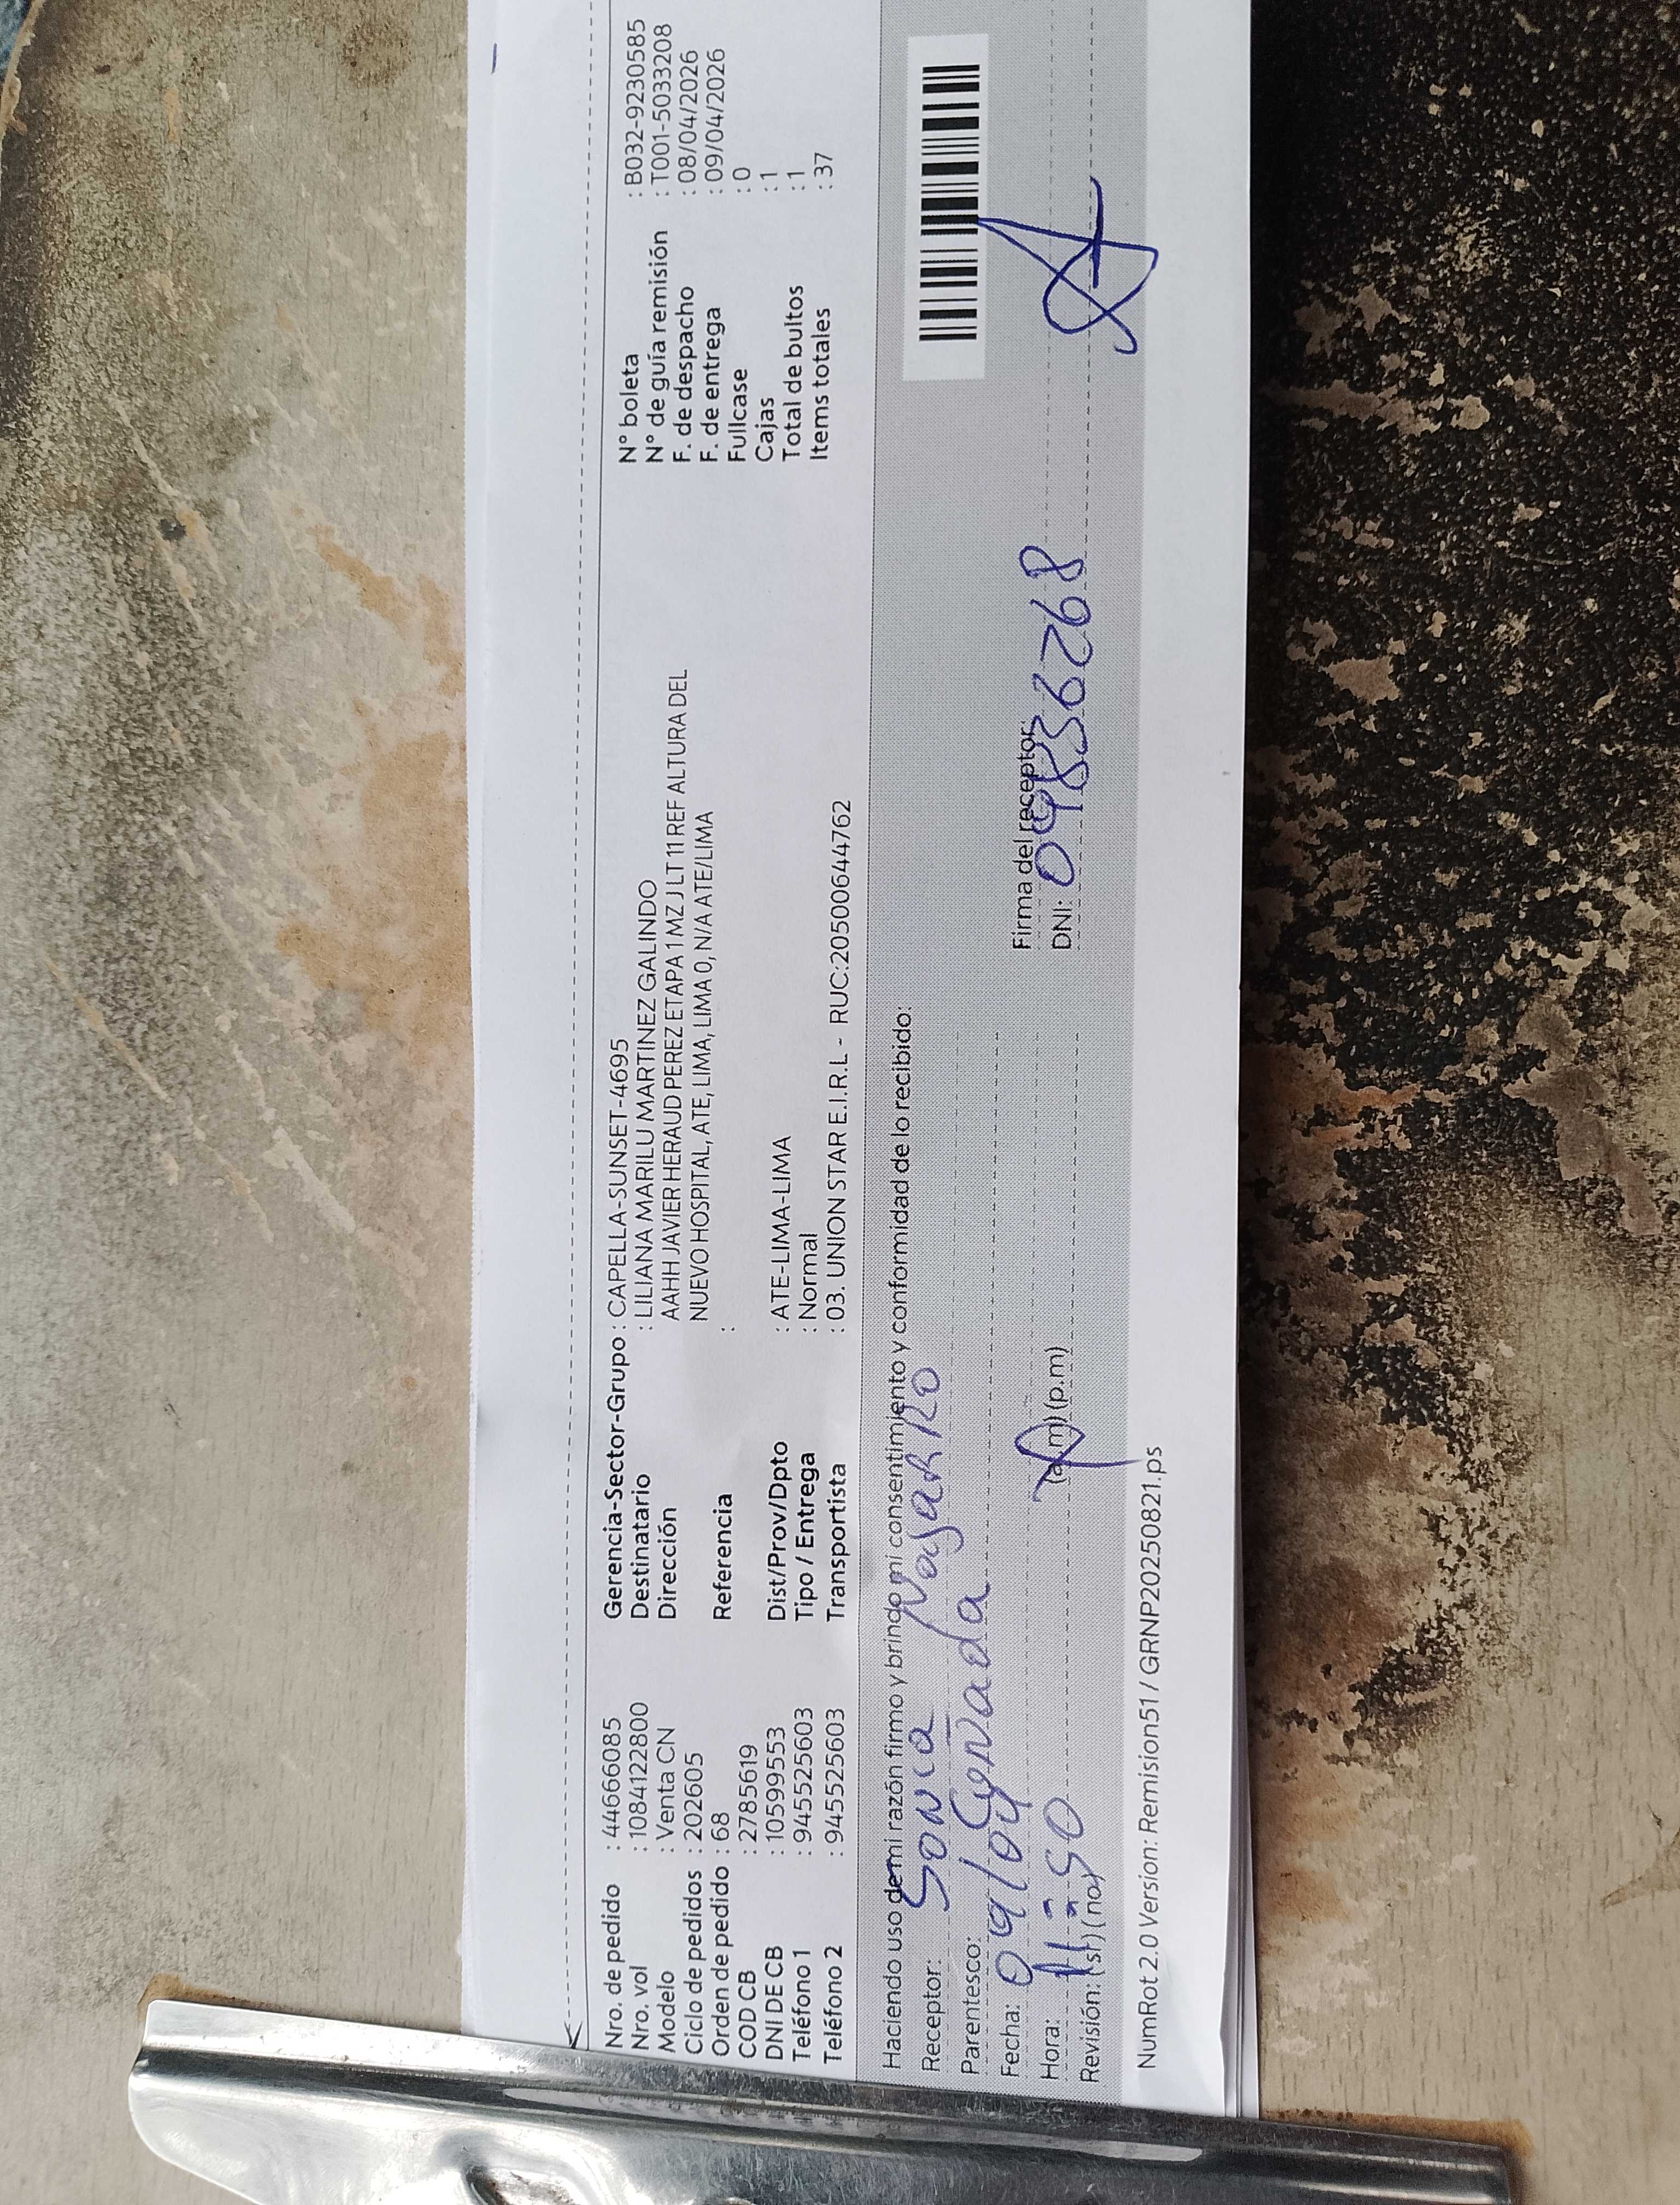 Nro. de pedido : 44666085
Nro. vol : 1084122800
Modelo : Venta CN
Ciclo de pedidos : 202605
Orden de pedido : 68
COD CB : 2785619
DNI DE CB : 10599553
Teléfono 1 : 945525603
Teléfono 2 : 945525603
Gerencia-Sector-Grupo : CAPELLA-SUNSET-4695
Destinatario : LILIANA MARILU MARTINEZ GALINDO
Dirección AAHH JAVIER HERAUD PEREZ ETAPA 1 MZ J LT 11 REF ALTURA DEL
NUEVO HOSPITAL, ATE, LIMA, LIMA 0, N/A ATE/LIMA
Referencia :
Dist/Prov/Dpto : ATE-LIMA-LIMA
Tipo / Entrega : Normal
Transportista : 03. UNION STAR E.I.R.L - RUC:20500644762
N° boleta : B032-9230585
N° de guía remisión : T001-5033208
F. de despacho : 08/04/2026
F. de entrega : 09/04/2026
Fullcase : 0
Cajas : 1
Total de bultos : 1
Items totales : 37
Haciendo uso de mi razón firmo y brindo mi consentimiento y conformidad de lo recibido:
Receptor: Sonia NavaRRO
Parentesco: Cuñada
Fecha: 09/04
Hora: 11:50 (a.m) (p.m)
Revisión: (si) (no)
Firma del receptor:
DNI: 09836268
NumRot 2.0 Version: Remision51 / GRNP20250821.ps